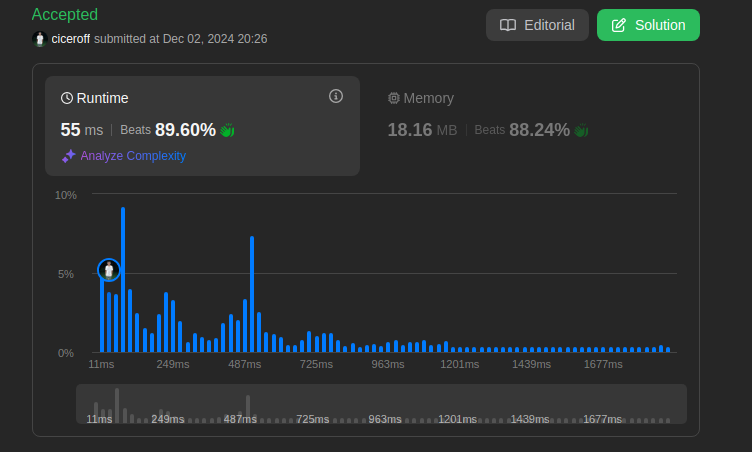 Accepted
Editorial
Solution
ciceroff submitted at Dec 02, 2024 20:26
Runtime
Memory
55 ms | Beats 89.60%
18.16 MB | Beats 88.24%
Analyze Complexity
10%
5%
0%
11ms 249ms 487ms 725ms 963ms 1201ms 1439ms 1677ms
11ms 249ms 487ms 725ms 963ms 1201ms 1439ms 1677ms